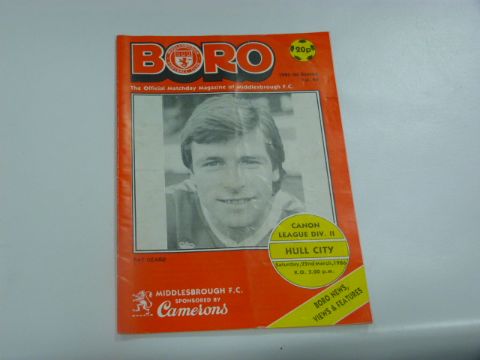 BORO
20p
1985-86 Season
The Official Matchday Magazine of Middlesbrough F.C.
PAT HEARD
CANON
LEAGUE DIV. II
HULL CITY
Saturday, 22nd March, 1986
K.O. 3.00 p.m.
MIDDLESBROUGH F.C.
SPONSORED BY
Camerons
BORO NEWS,
VIEWS & FEATURES